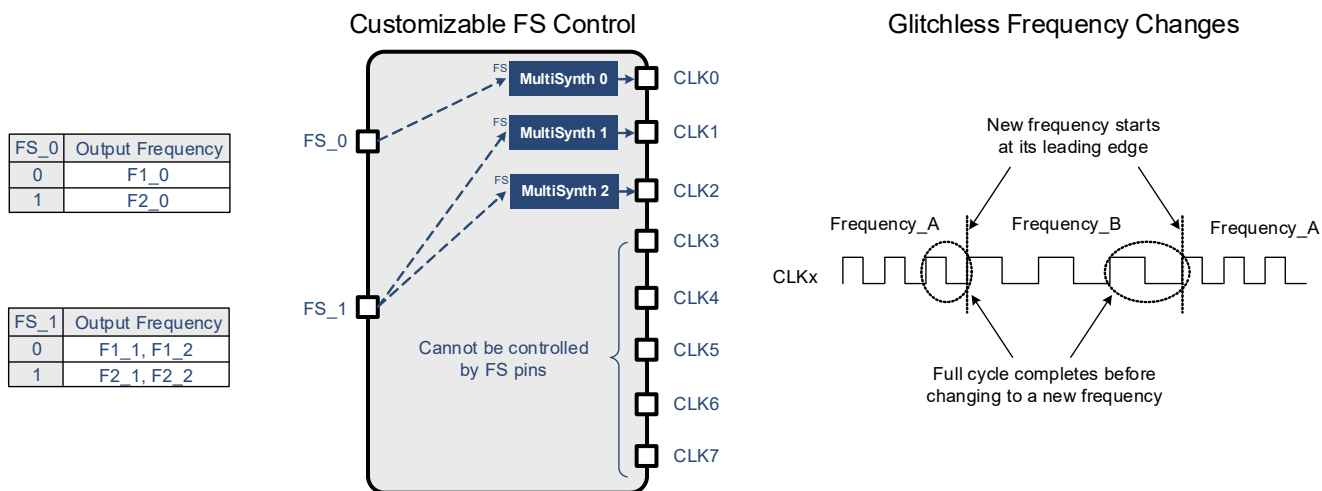 Customizable FS Control
Glitchless Frequency Changes
FS_0 Output Frequency
0 F1_0
1 F2_0
FS_1 Output Frequency
0 F1_1, F1_2
1 F2_1, F2_2
FS_0
FS_1
FS
MultiSynth 0
FS
MultiSynth 1
FS
MultiSynth 2
CLK0
CLK1
CLK2
CLK3
CLK4
CLK5
CLK6
CLK7
Cannot be controlled
by FS pins
New frequency starts
at its leading edge
Frequency_A
Frequency_B
Frequency_A
CLKx
Full cycle completes before
changing to a new frequency